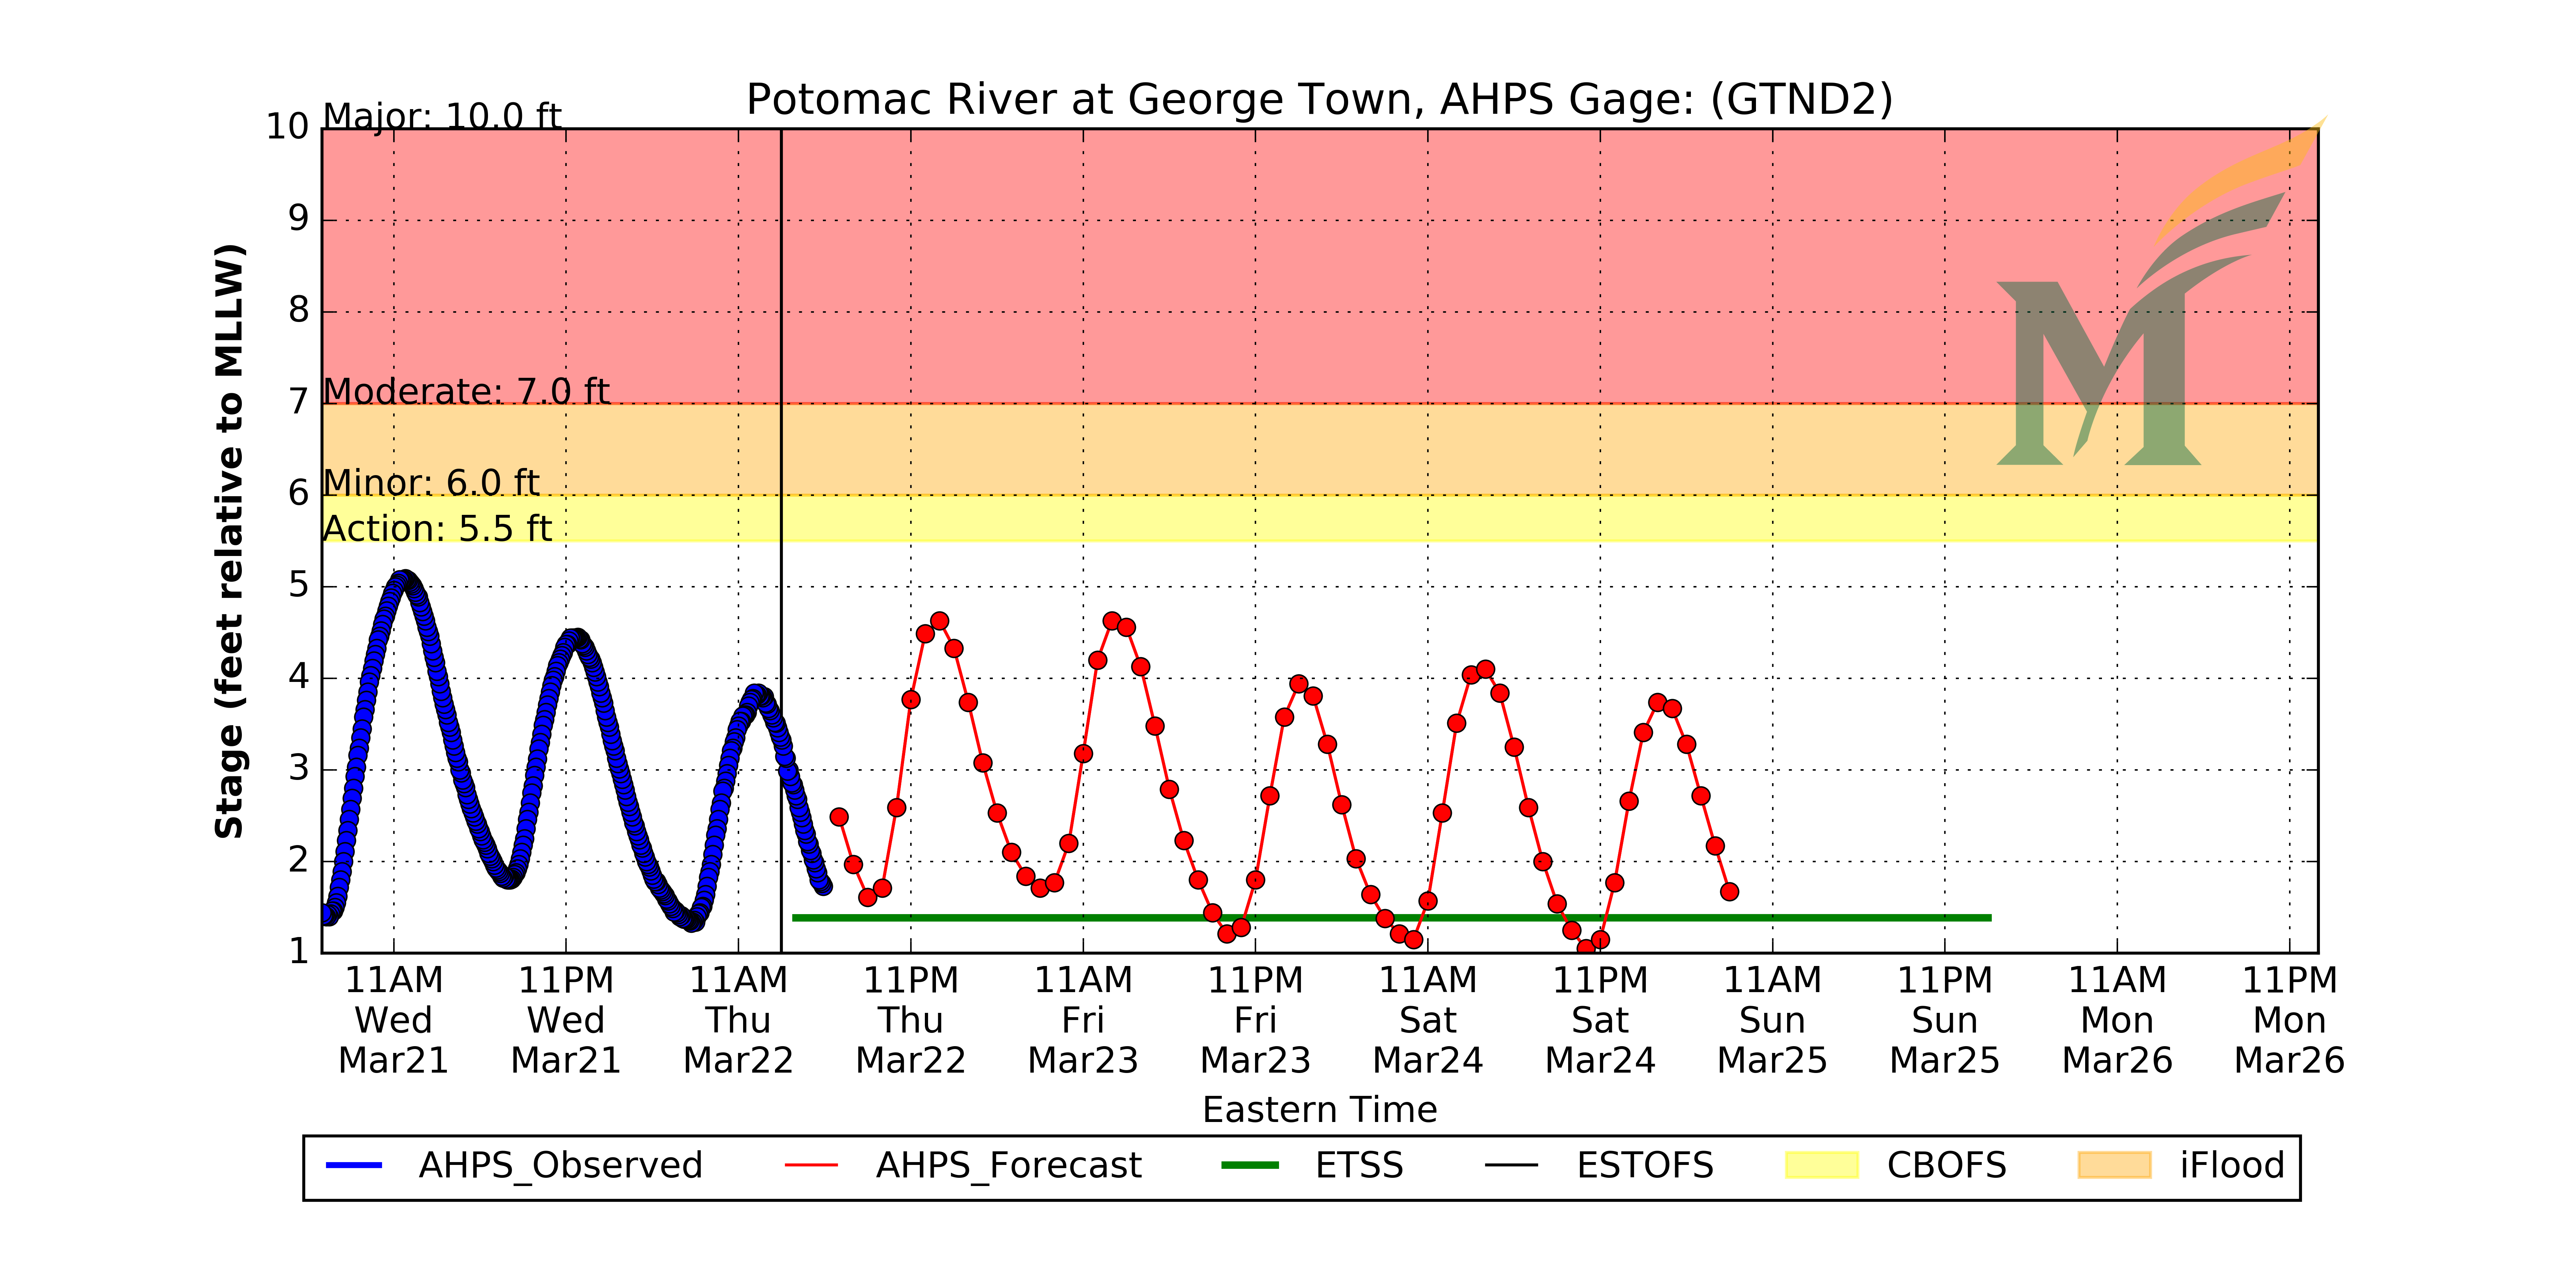 Potomac River at George Town, AHPS Gage: (GTND2)
Major: 10.0 ft
Moderate: 7.0 ft
Minor: 6.0 ft
Action: 5.5 ft
Stage (feet relative to MLLW)
10
9
8
7
6
5
4
3
2
1
11AM 11PM 11AM 11PM 11AM 11PM 11AM 11PM 11AM 11PM 11AM 11PM
Wed Wed Thu Thu Fri Fri Sat Sat Sun Sun Mon Mon
Mar21 Mar21 Mar22 Mar22 Mar23 Mar23 Mar24 Mar24 Mar25 Mar25 Mar26 Mar26
Eastern Time
AHPS_Observed AHPS_Forecast ETSS ESTOFS CBOFS iFlood
M